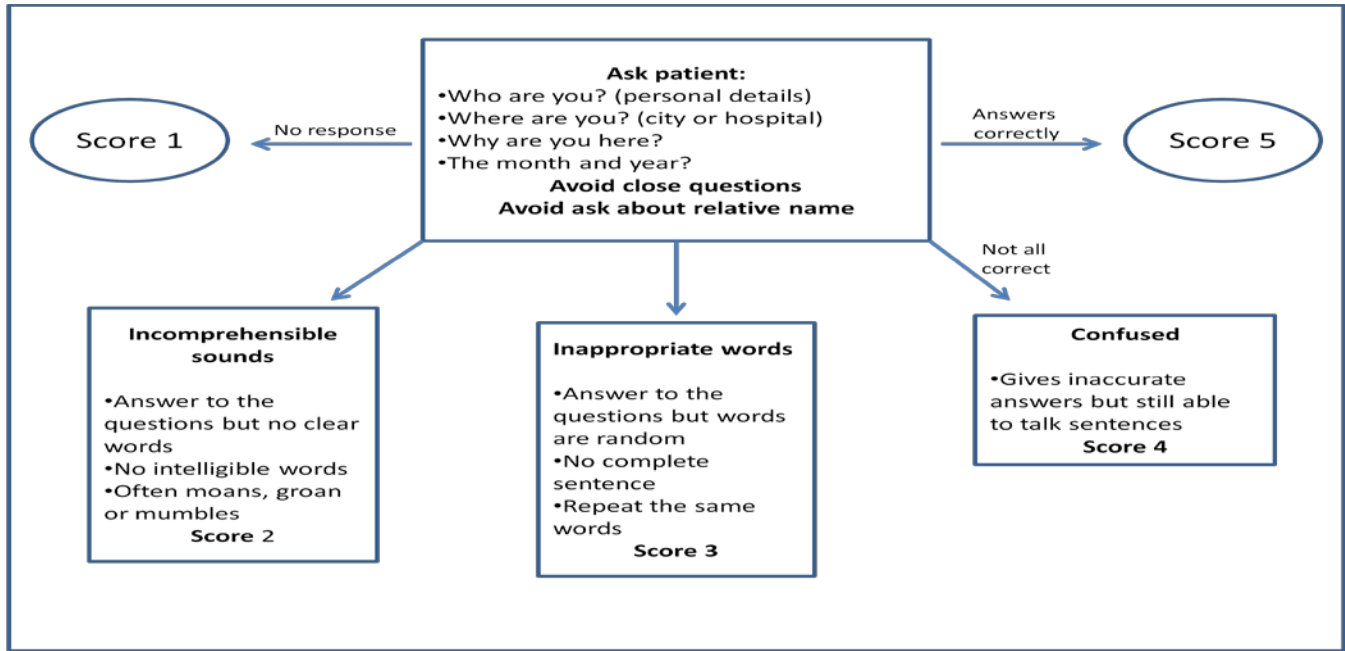 Ask patient:
•Who are you? (personal details)
•Where are you? (city or hospital)
•Why are you here?
•The month and year?
Avoid close questions
Avoid ask about relative name
Score 1
No response
Answers
correctly
Score 5
Not all
correct
Incomprehensible
sounds
•Answer to the
questions but no clear
words
•No intelligible words
•Often moans, groan
or mumbles
Score 2
Inappropriate words
•Answer to the
questions but words
are random
•No complete
sentence
•Repeat the same
words
Score 3
Confused
•Gives inaccurate
answers but still able
to talk sentences
Score 4